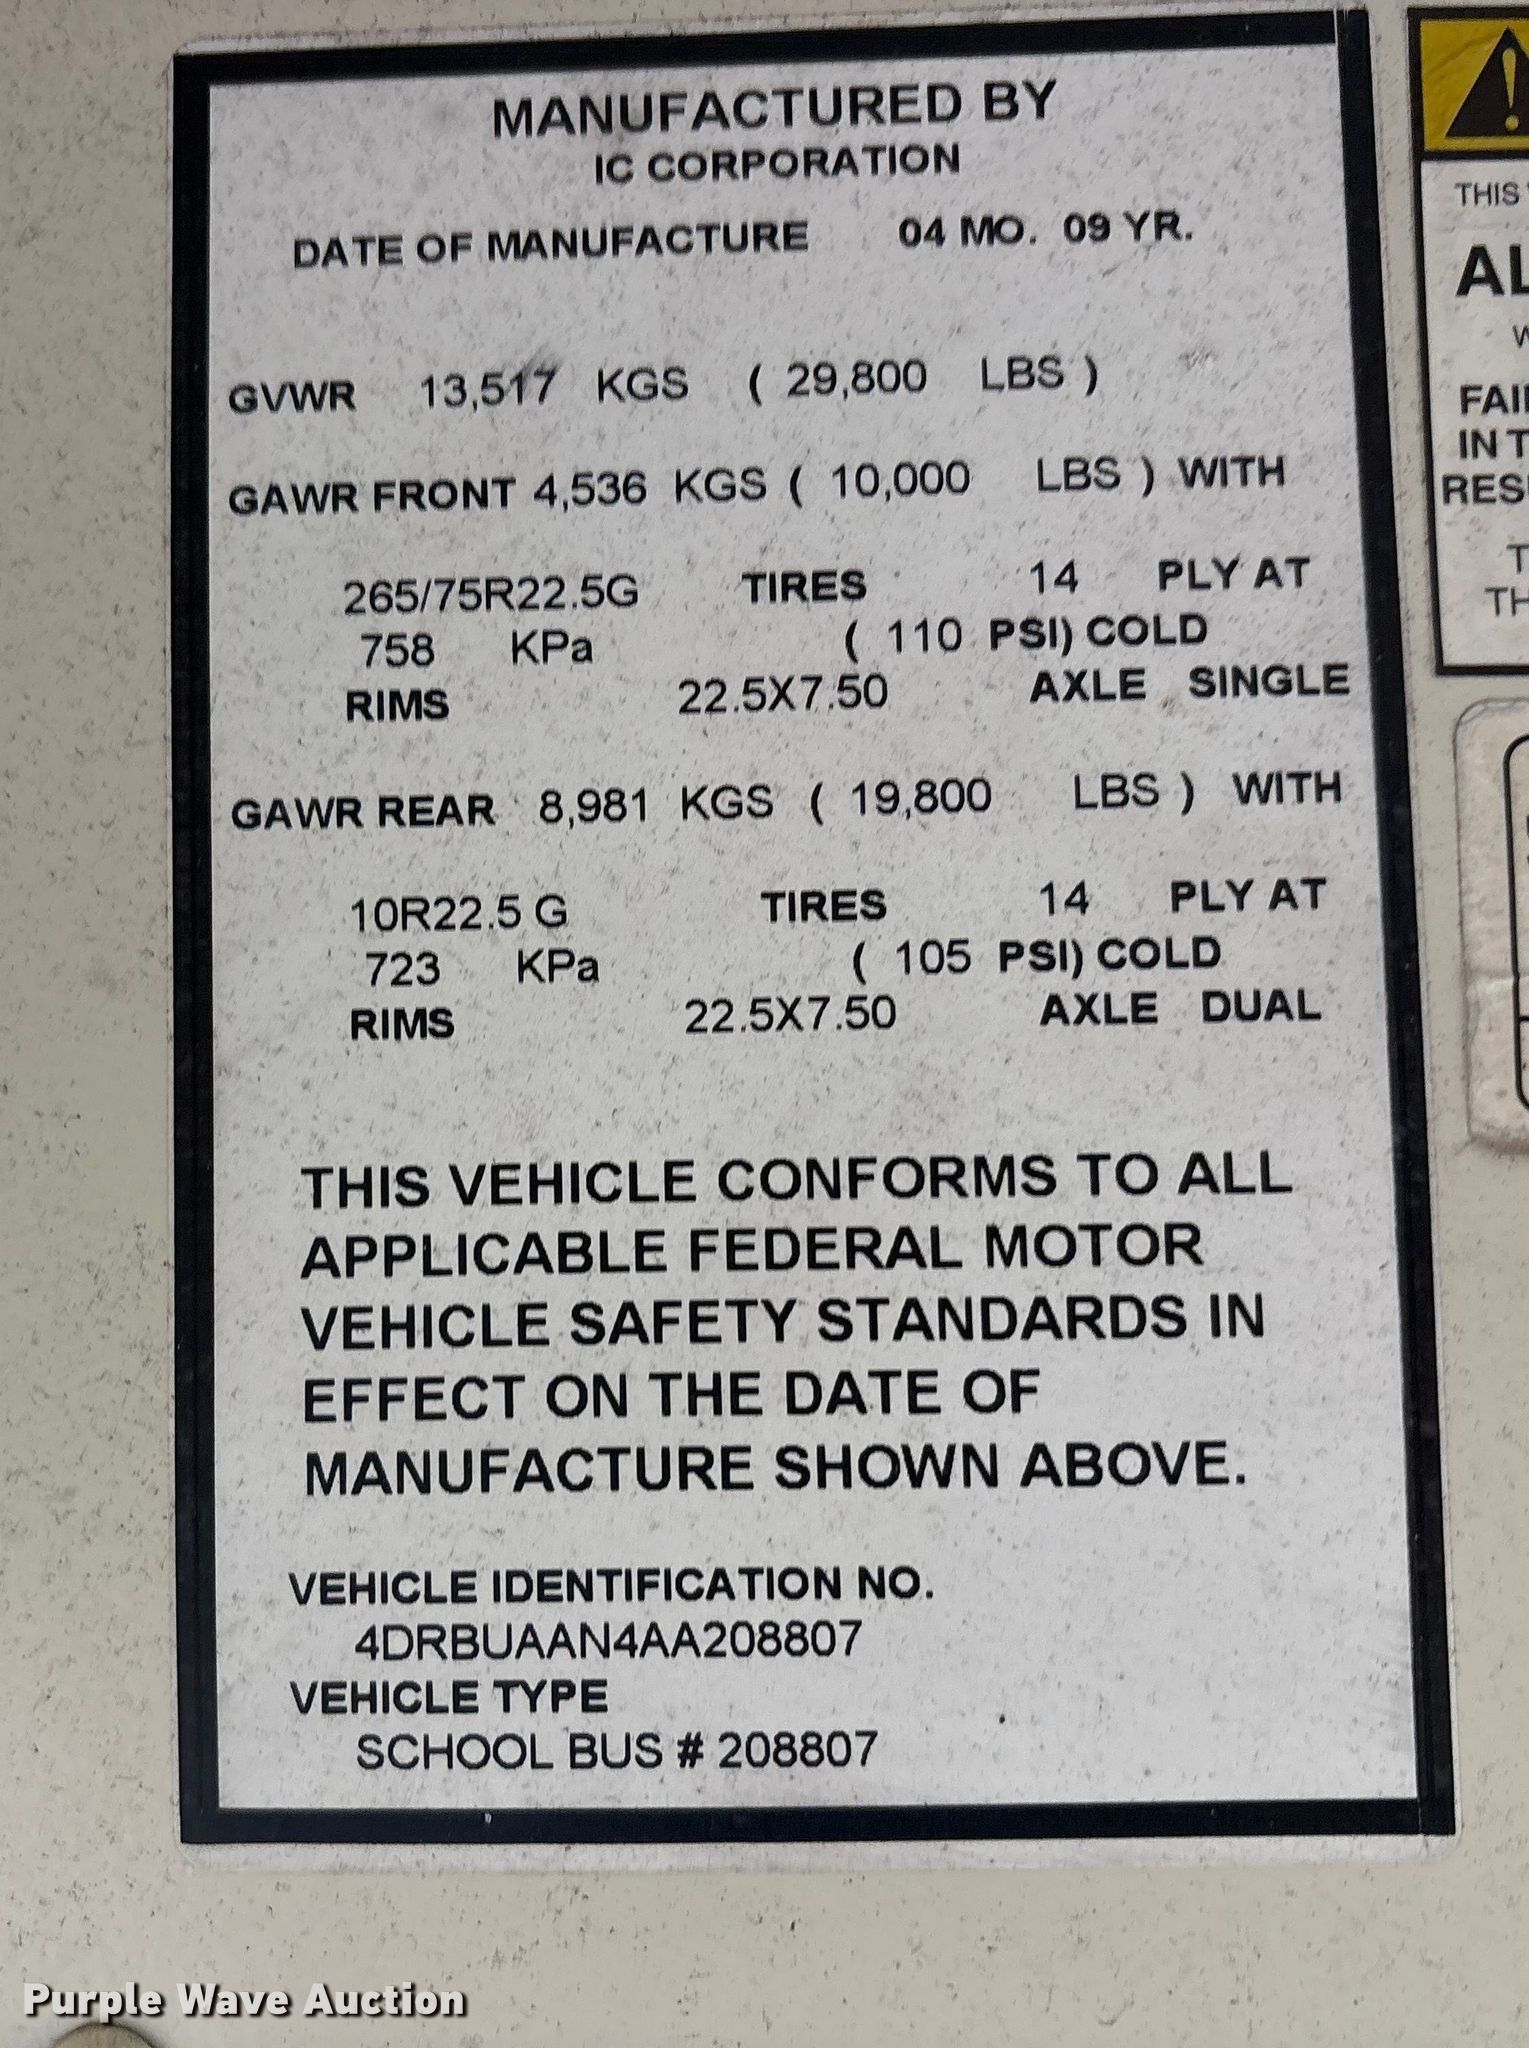 MANUFACTURED BY
IC CORPORATION
DATE OF MANUFACTURE 04 MO. 09 YR.
GVWR 13,517 KGS ( 29,800 LBS )
GAWR FRONT 4,536 KGS ( 10,000 LBS ) WITH
265/75R22.5G TIRES 14 PLY AT
758 KPa ( 110 PSI) COLD
RIMS 22.5X7.50 AXLE SINGLE
GAWR REAR 8,981 KGS ( 19,800 LBS ) WITH
10R22.5 G TIRES 14 PLY AT
723 KPa ( 105 PSI) COLD
RIMS 22.5X7.50 AXLE DUAL
THIS VEHICLE CONFORMS TO ALL
APPLICABLE FEDERAL MOTOR
VEHICLE SAFETY STANDARDS IN
EFFECT ON THE DATE OF
MANUFACTURE SHOWN ABOVE.
VEHICLE IDENTIFICATION NO.
4DRBUAAN4AA208807
VEHICLE TYPE
SCHOOL BUS # 208807
THIS
IN
Purple Wave Auction